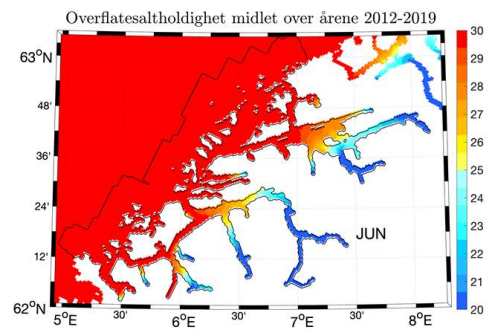 Overflatesaltholdighet midlet over årene 2012-2019
63°N
48'
36'
24'
12'
62°N
5°E
30'
6°E
30'
7°E
30'
8°E
JUN
30
29
28
27
26
25
24
23
22
21
20